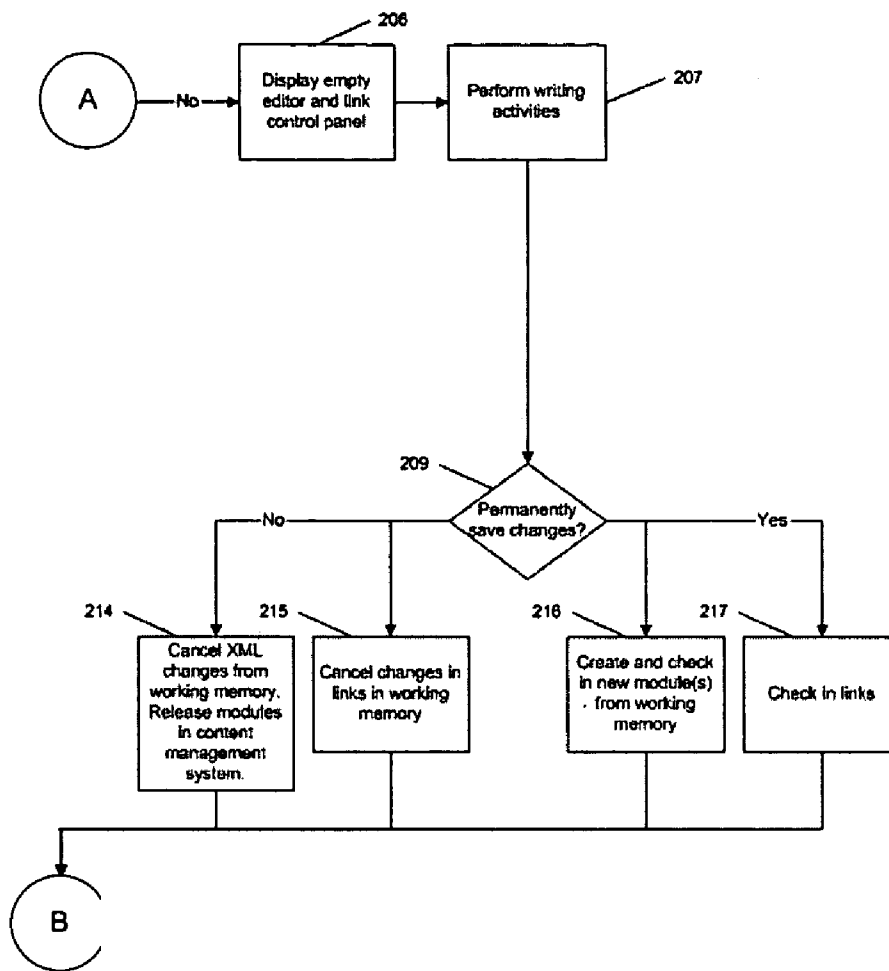 206
A
No
Display empty
editor and link
control panel
Perform writing
activities
207
209
Permanently
save changes?
No
Yes
214
Cancel XML
changes from
working memory.
Release modules
in content
management
system.
215
Cancel changes in
links in working
memory
216
Create and check
in new module(s)
from working
memory
217
Check in links
B